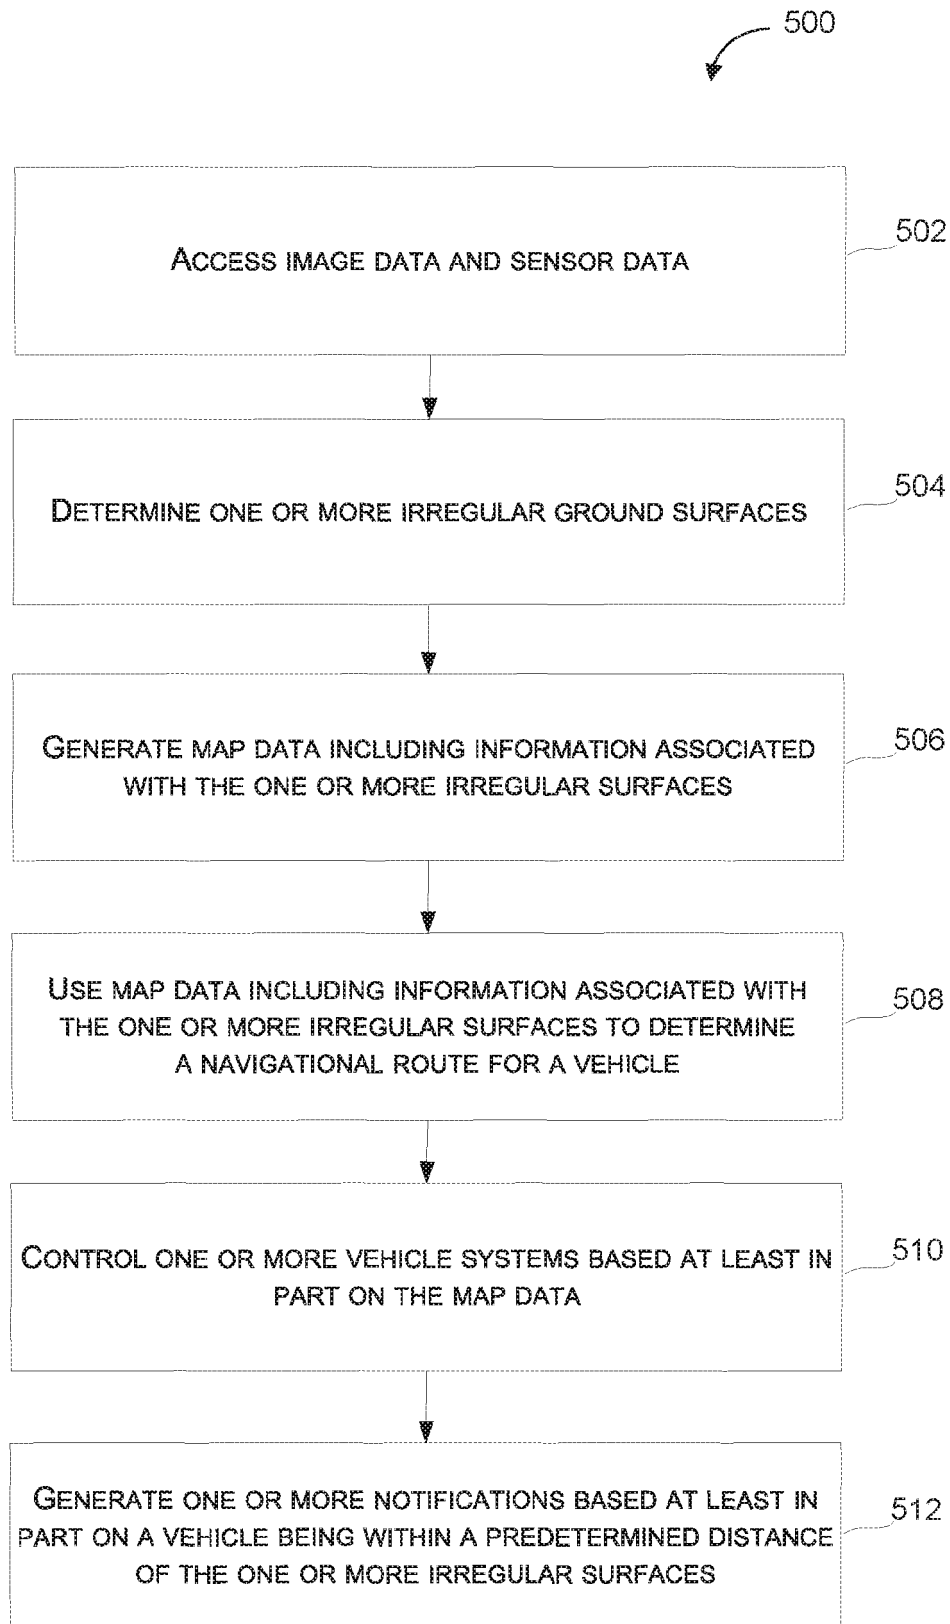 500
ACCESS IMAGE DATA AND SENSOR DATA
502
DETERMINE ONE OR MORE IRREGULAR GROUND SURFACES
504
GENERATE MAP DATA INCLUDING INFORMATION ASSOCIATED
WITH THE ONE OR MORE IRREGULAR SURFACES
506
USE MAP DATA INCLUDING INFORMATION ASSOCIATED WITH
THE ONE OR MORE IRREGULAR SURFACES TO DETERMINE
A NAVIGATIONAL ROUTE FOR A VEHICLE
508
CONTROL ONE OR MORE VEHICLE SYSTEMS BASED AT LEAST IN
PART ON THE MAP DATA
510
GENERATE ONE OR MORE NOTIFICATIONS BASED AT LEAST IN
PART ON A VEHICLE BEING WITHIN A PREDETERMINED DISTANCE
OF THE ONE OR MORE IRREGULAR SURFACES
512